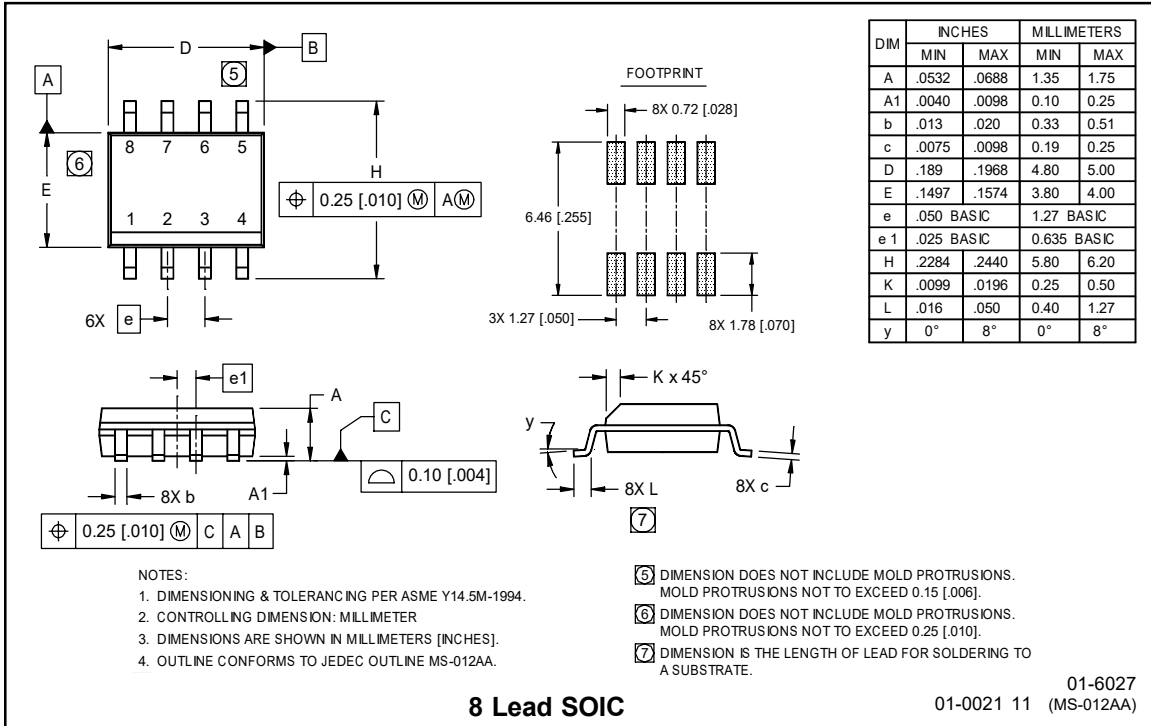 D
B
5
A
8 7 6 5
6
E
H
⌖ 0.25 [.010] Ⓜ AⓂ
1 2 3 4
6X e
FOOTPRINT
8X 0.72 [.028]
6.46 [.255]
3X 1.27 [.050]
8X 1.78 [.070]
DIM INCHES MILLIMETERS
MIN MAX MIN MAX
A .0532 .0688 1.35 1.75
A1 .0040 .0098 0.10 0.25
b .013 .020 0.33 0.51
c .0075 .0098 0.19 0.25
D .189 .1968 4.80 5.00
E .1497 .1574 3.80 4.00
e .050 BASIC 1.27 BASIC
e 1 .025 BASIC 0.635 BASIC
H .2284 .2440 5.80 6.20
K .0099 .0196 0.25 0.50
L .016 .050 0.40 1.27
y 0° 8° 0° 8°
e1
A
C
0.10 [.004]
8X b
A1
⌖ 0.25 [.010] Ⓜ C A B
K x 45°
y
8X L
8X c
7
NOTES:
1. DIMENSIONING & TOLERANCING PER ASME Y14.5M-1994.
2. CONTROLLING DIMENSION: MILLIMETER
3. DIMENSIONS ARE SHOWN IN MILLIMETERS [INCHES].
4. OUTLINE CONFORMS TO JEDEC OUTLINE MS-012AA.
5 DIMENSION DOES NOT INCLUDE MOLD PROTRUSIONS.
MOLD PROTRUSIONS NOT TO EXCEED 0.15 [.006].
6 DIMENSION DOES NOT INCLUDE MOLD PROTRUSIONS.
MOLD PROTRUSIONS NOT TO EXCEED 0.25 [.010].
7 DIMENSION IS THE LENGTH OF LEAD FOR SOLDERING TO
A SUBSTRATE.
8 Lead SOIC
01-6027
01-0021 11 (MS-012AA)